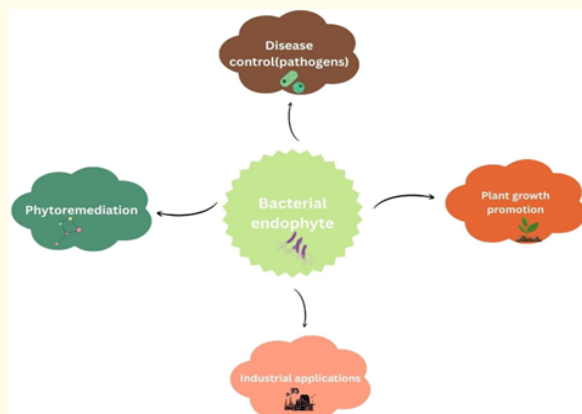 Disease
control(pathogens)
Phytoremediation
Bacterial
endophyte
Plant growth
promotion
Industrial applications